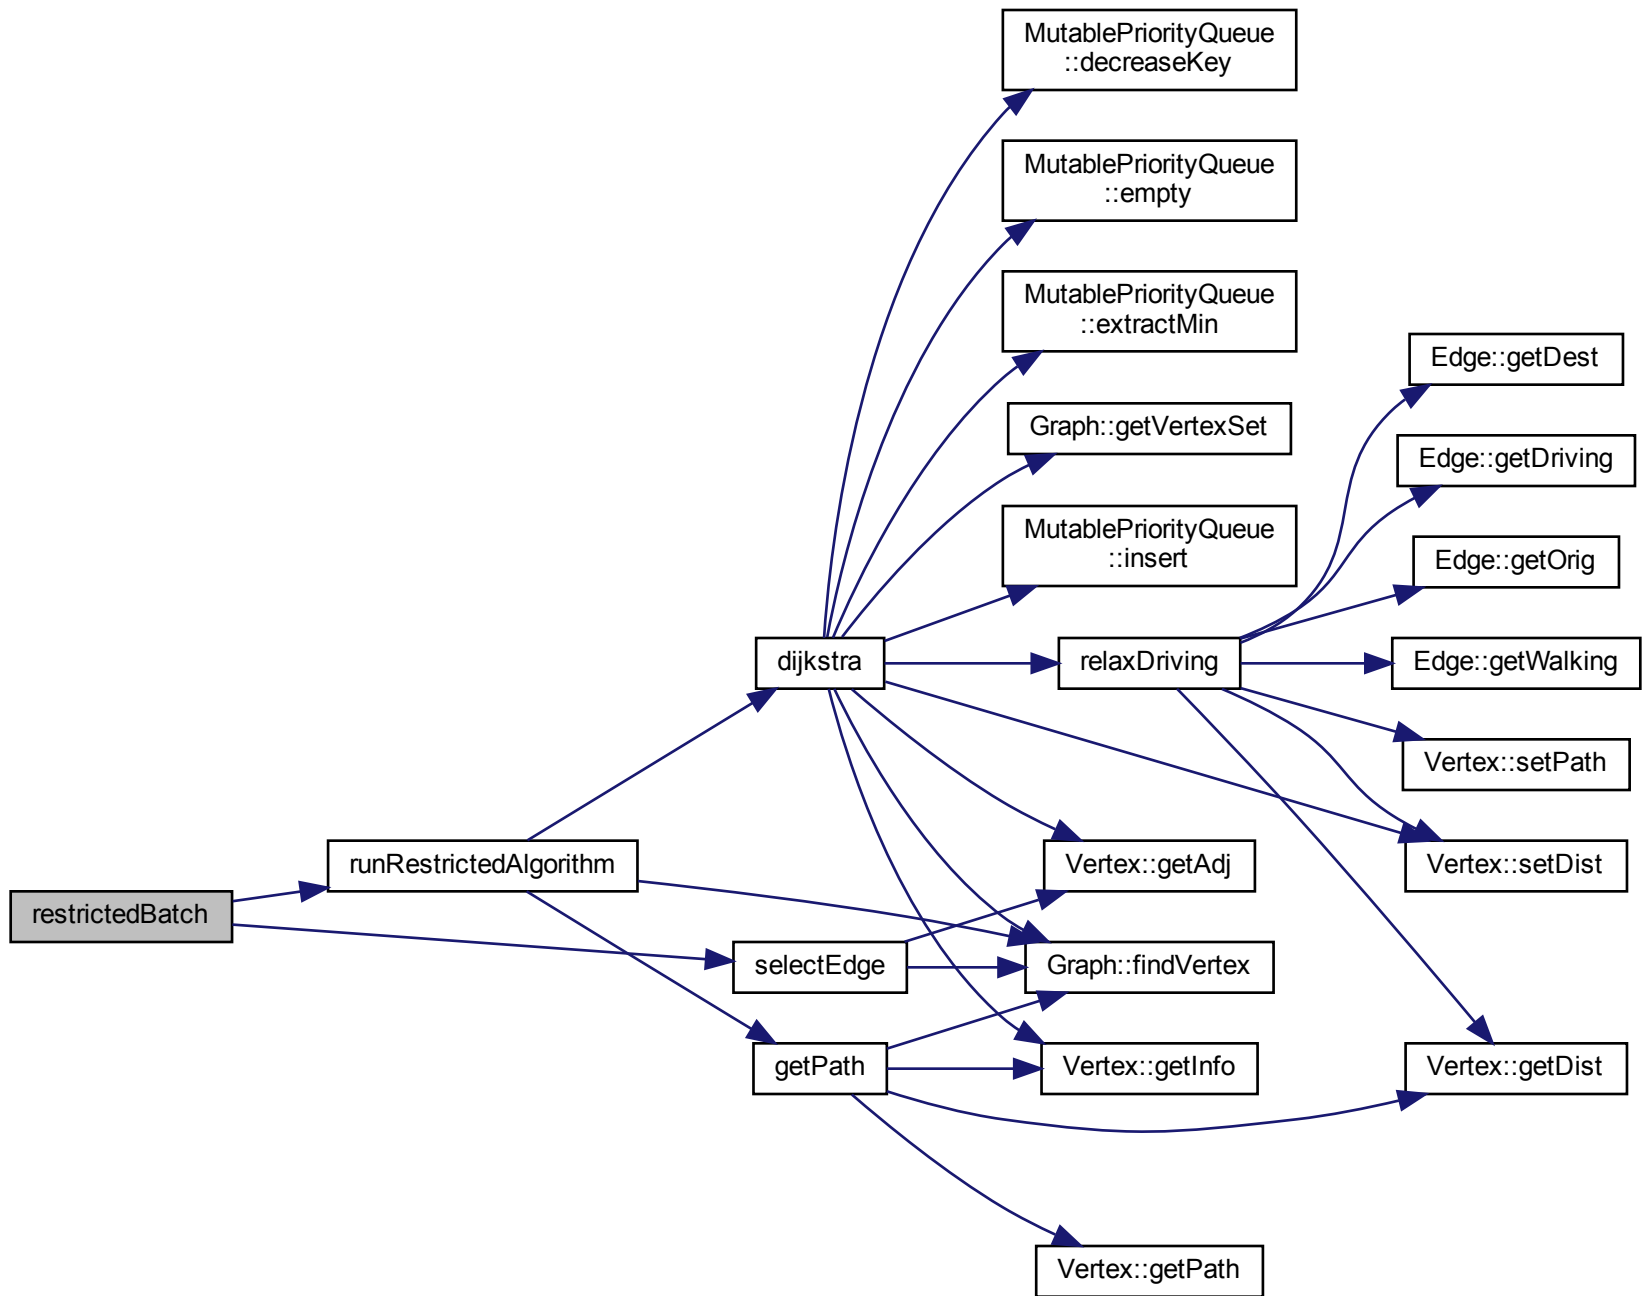 MutablePriorityQueue
::decreaseKey
MutablePriorityQueue
::empty
MutablePriorityQueue
::extractMin
Edge::getDest
Graph::getVertexSet
Edge::getDriving
MutablePriorityQueue
::insert
Edge::getOrig
dijkstra
relaxDriving
Edge::getWalking
Vertex::setPath
runRestrictedAlgorithm
Vertex::getAdj
Vertex::setDist
restrictedBatch
selectEdge
Graph::findVertex
getPath
Vertex::getInfo
Vertex::getDist
Vertex::getPath